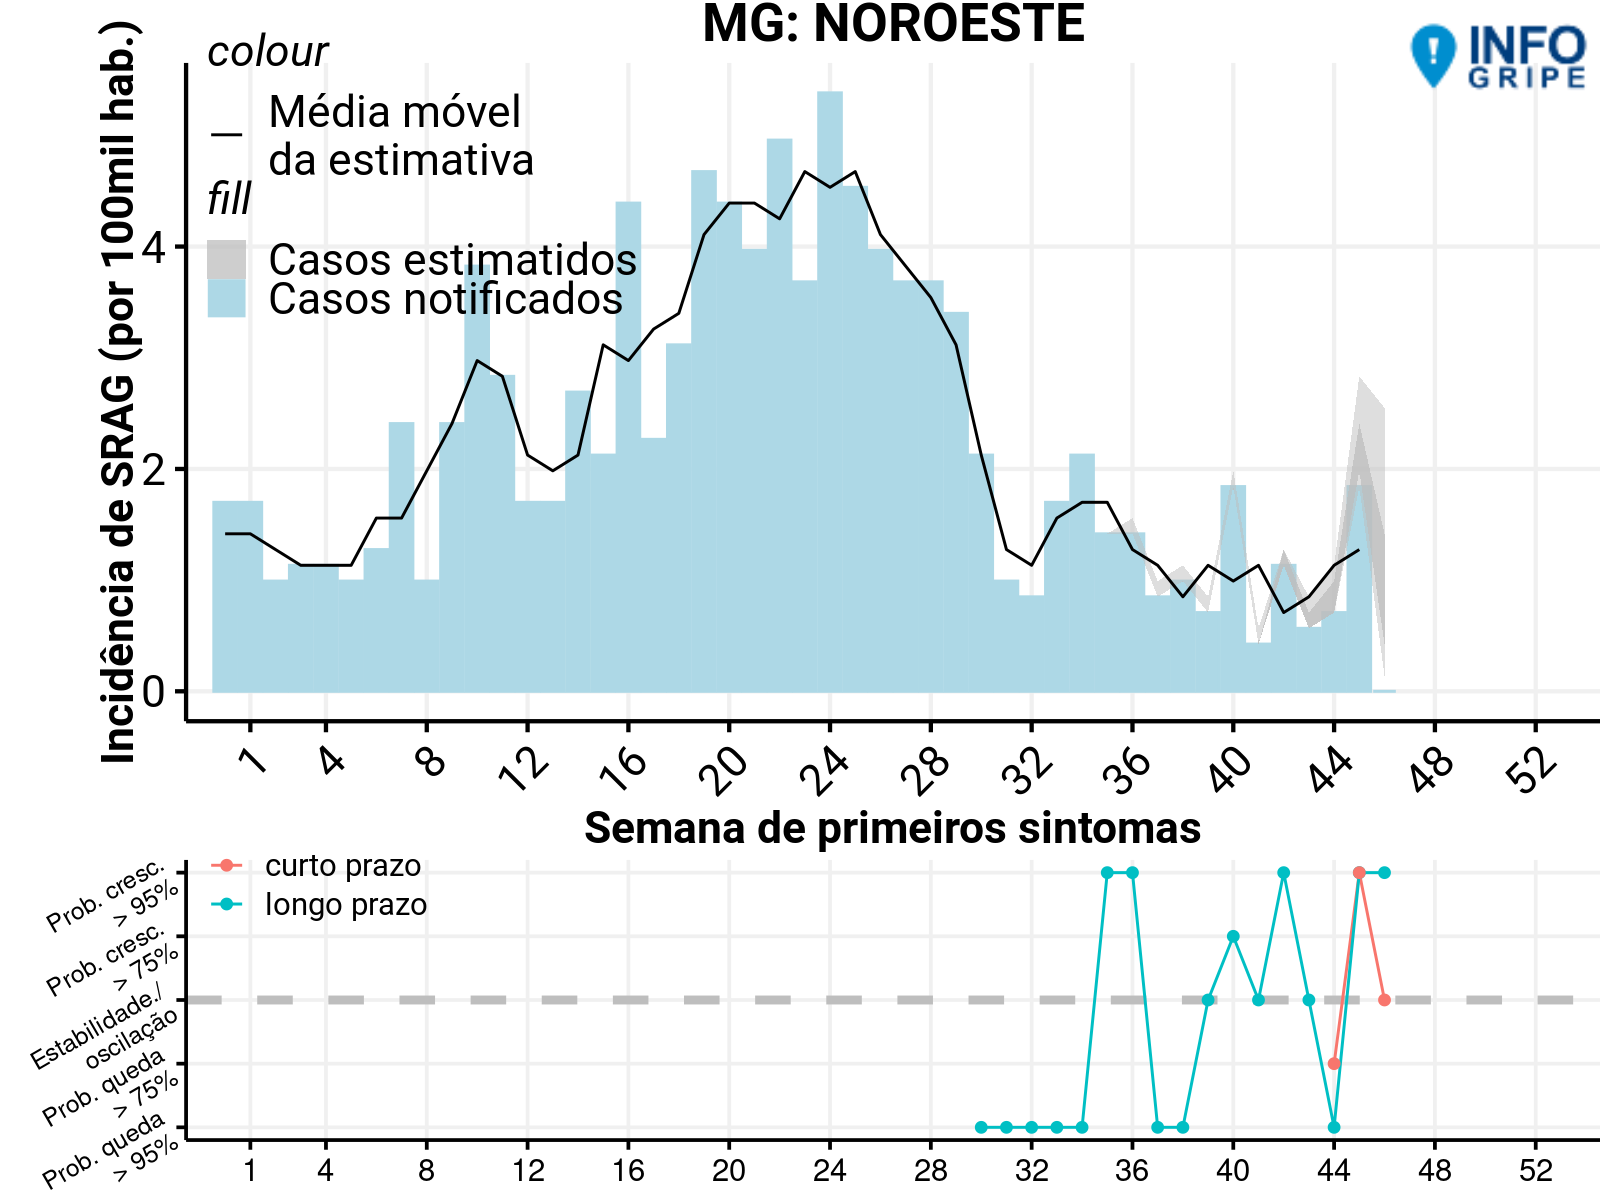 MG: NOROESTE
INFO
GRIPE
colour
Média móvel
da estimativa
fill
Casos estimatidos
Casos notificados
Incidência de SRAG (por 100mil hab.)
4
2
0
1 4 8 12 16 20 24 28 32 36 40 44 48 52
Semana de primeiros sintomas
curto prazo
longo prazo
Prob. cresc.
> 95%
Prob. cresc.
> 75%
Estabilidade./
oscilação
Prob. queda
> 75%
Prob. queda
> 95%
1 4 8 12 16 20 24 28 32 36 40 44 48 52